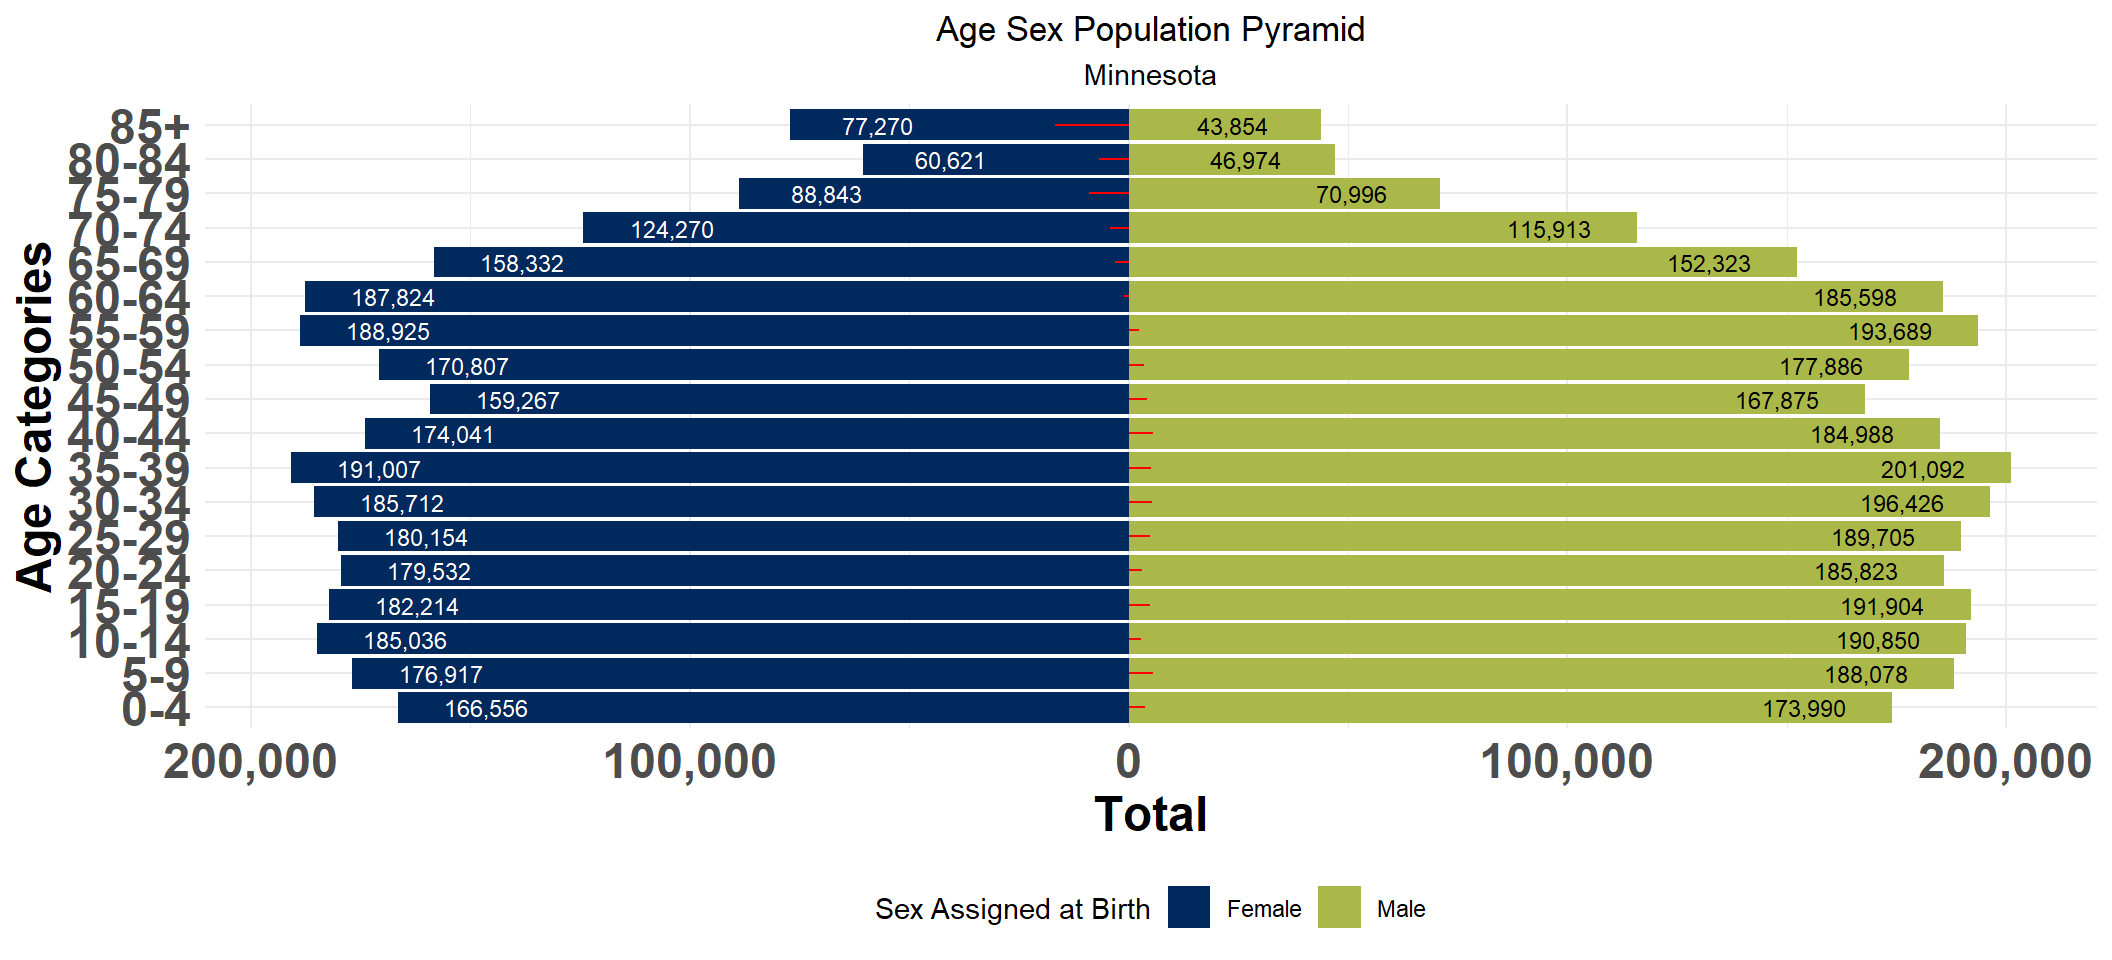 Age Sex Population Pyramid
Minnesota
Age Categories
85+ 77,270 43,854
80-84 60,621 46,974
75-79 88,843 70,996
70-74 124,270 115,913
65-69 158,332 152,323
60-64 187,824 185,598
55-59 188,925 193,689
50-54 170,807 177,886
45-49 159,267 167,875
40-44 174,041 184,988
35-39 191,007 201,092
30-34 185,712 196,426
25-29 180,154 189,705
20-24 179,532 185,823
15-19 182,214 191,904
10-14 185,036 190,850
5-9 176,917 188,078
0-4 166,556 173,990
200,000 100,000 0 100,000 200,000
Total
Sex Assigned at Birth Female Male